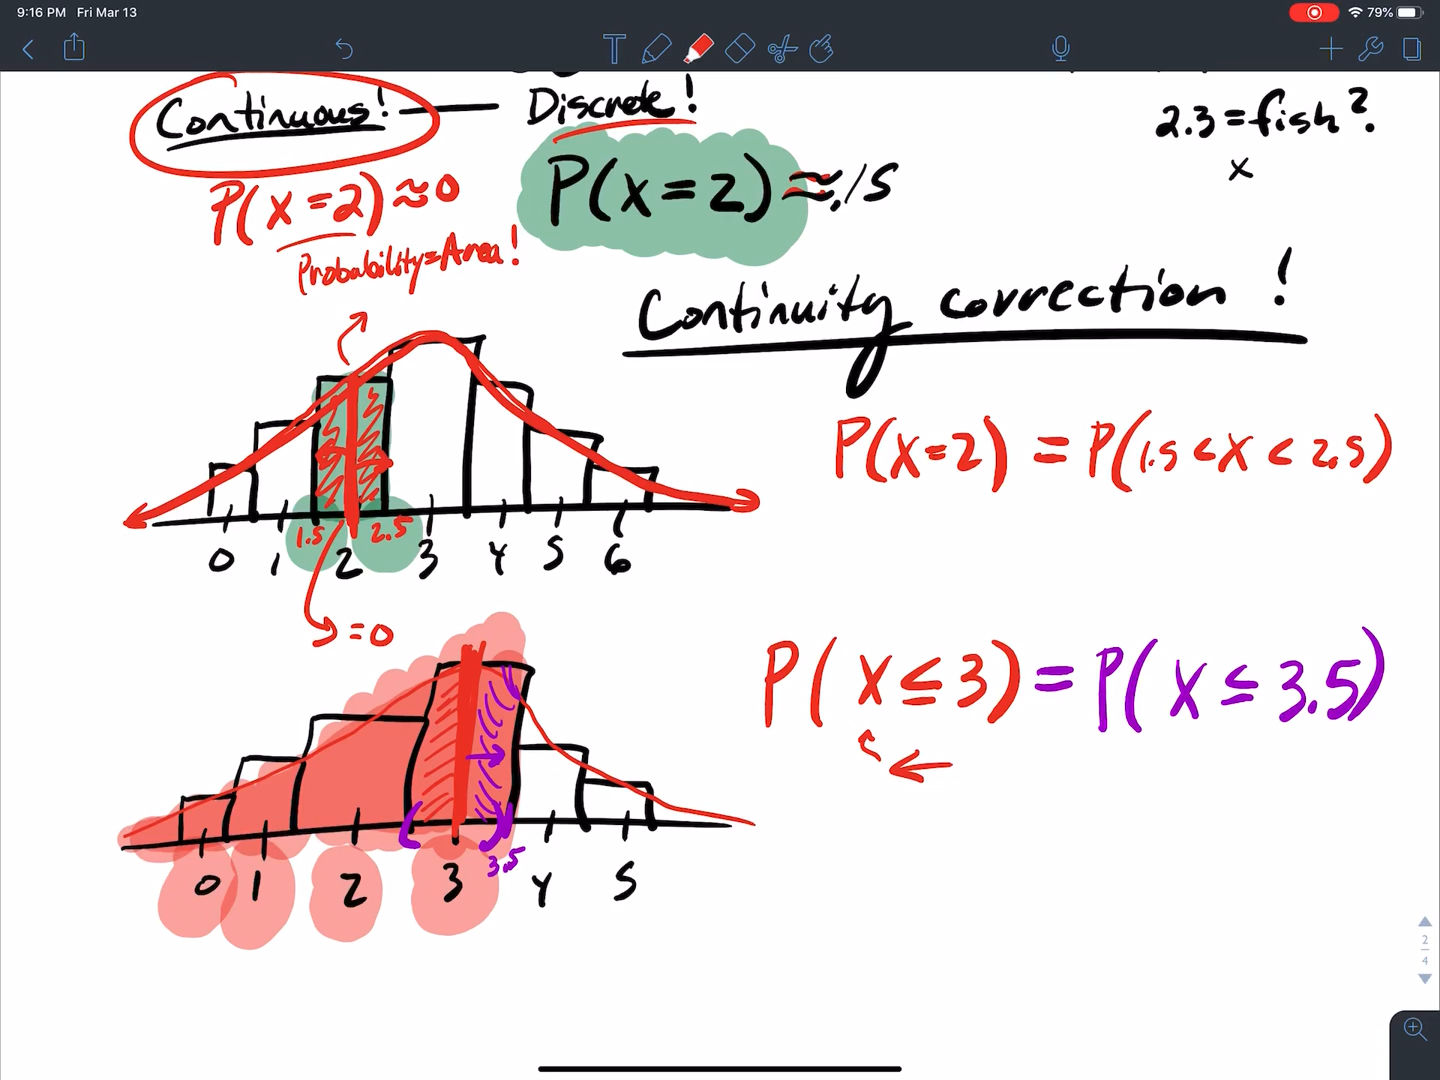 9:16 PM Fri Mar 13
79%
T
Continuous! — Discrete!
2.3 = fish?
x
P(x=2) ≈ 0
P(x=2) ≈ .15
Probability = Area!
Continuity correction!
P(x=2) = P(1.5 < x < 2.5)
1.5 2.5
0 1 2 3 4 5 6
= 0
P(x ≤ 3) = P(x ≤ 3.5)
3.5
0 1 2 3 4 5
2
4